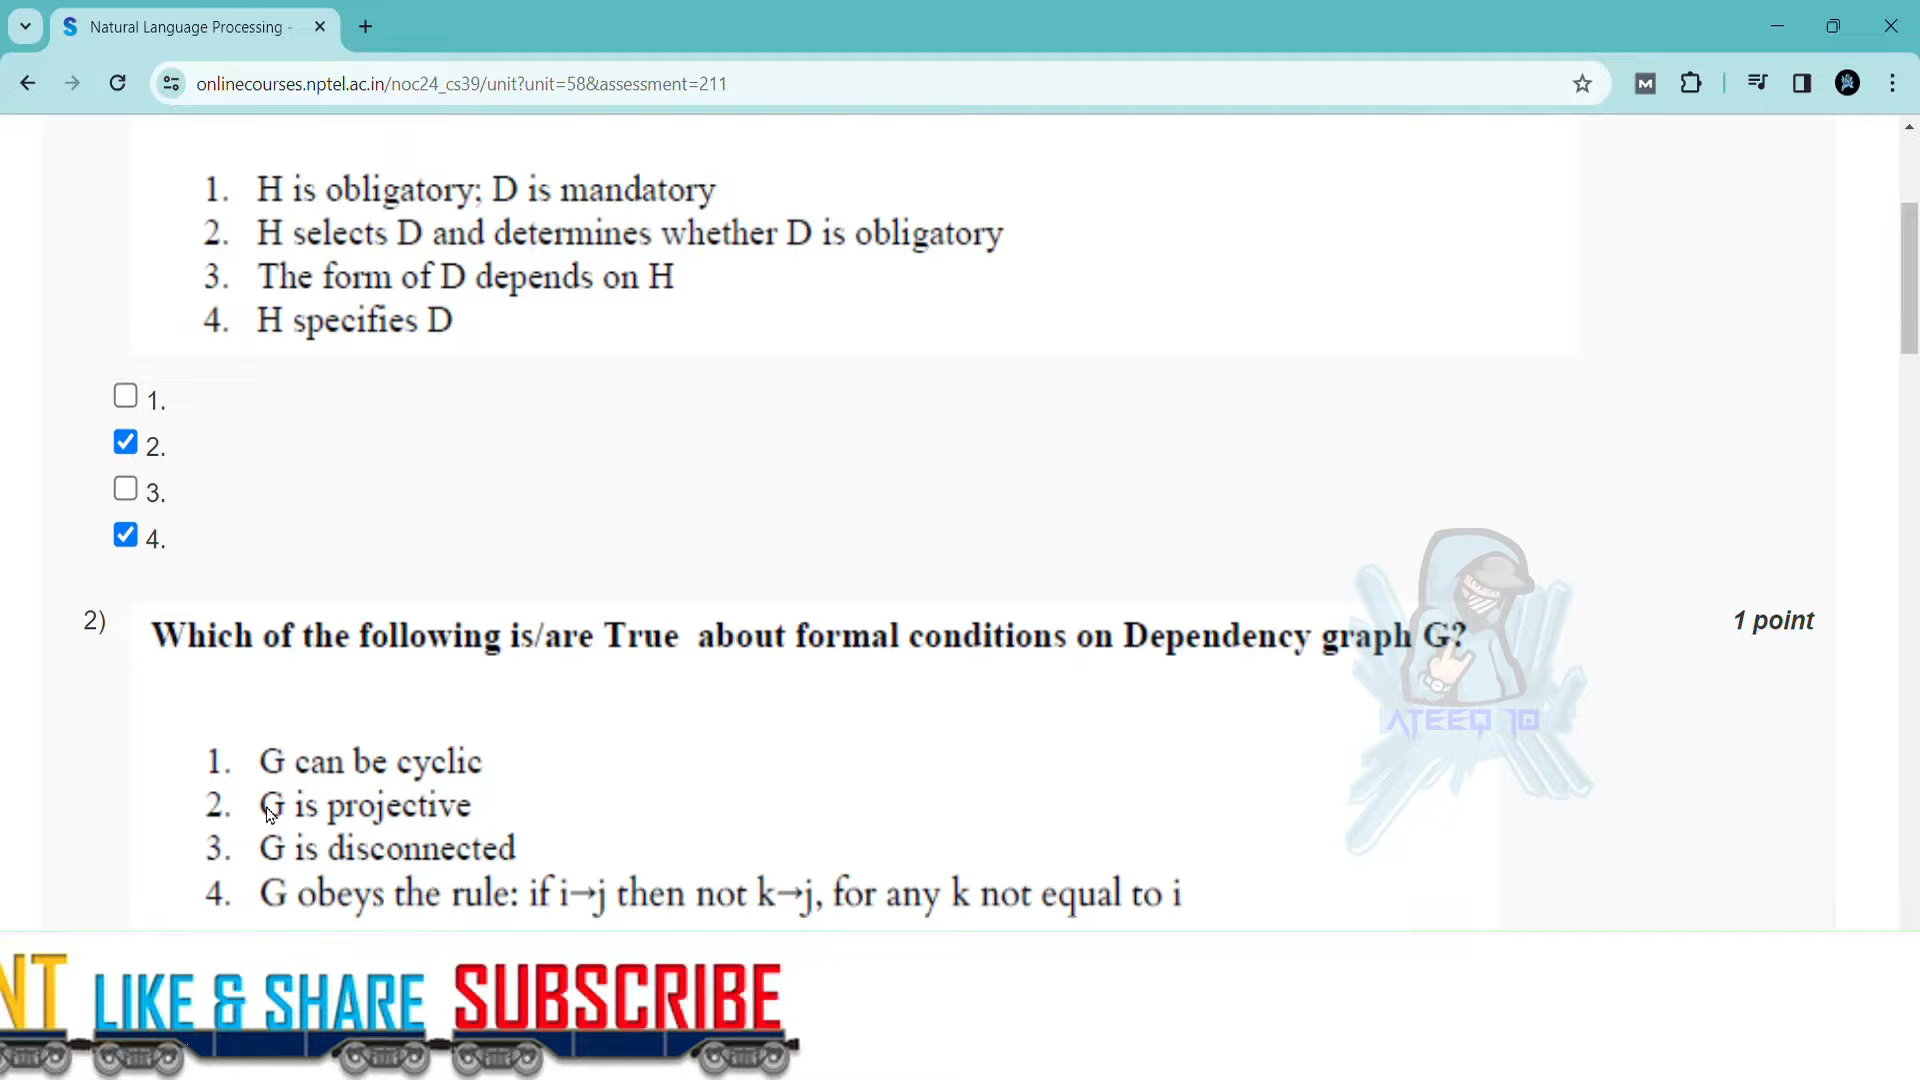 Natural Language Processing -
onlinecourses.nptel.ac.in/noc24_cs39/unit?unit=58&assessment=211
M
1. H is obligatory; D is mandatory
2. H selects D and determines whether D is obligatory
3. The form of D depends on H
4. H specifies D
1.
2.
3.
4.
2) Which of the following is/are True about formal conditions on Dependency graph G? 1 point
ATEEQ 10
1. G can be cyclic
2. G is projective
3. G is disconnected
4. G obeys the rule: if i→j then not k→j, for any k not equal to i
NT LIKE & SHARE SUBSCRIBE